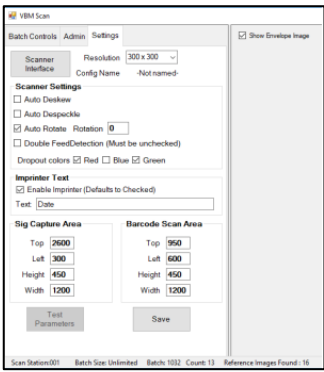 VBM Scan
Batch Controls Admin Settings
Show Envelope Image
Scanner Interface
Resolution 300 x 300
Config Name -Not named-
Scanner Settings
Auto Deskew
Auto Despeckle
Auto Rotate Rotation 0
Double FeedDetection (Must be unchecked)
Dropout colors Red Blue Green
Imprinter Text
Enable Imprinter (Defaults to Checked)
Text: Date
Sig Capture Area
Top 2600
Left 300
Height 450
Width 1200
Barcode Scan Area
Top 950
Left 600
Height 450
Width 1200
Test Parameters
Save
Scan Station:001 Batch Size: Unlimited Batch: 1032 Count: 13 Reference Images Found : 16